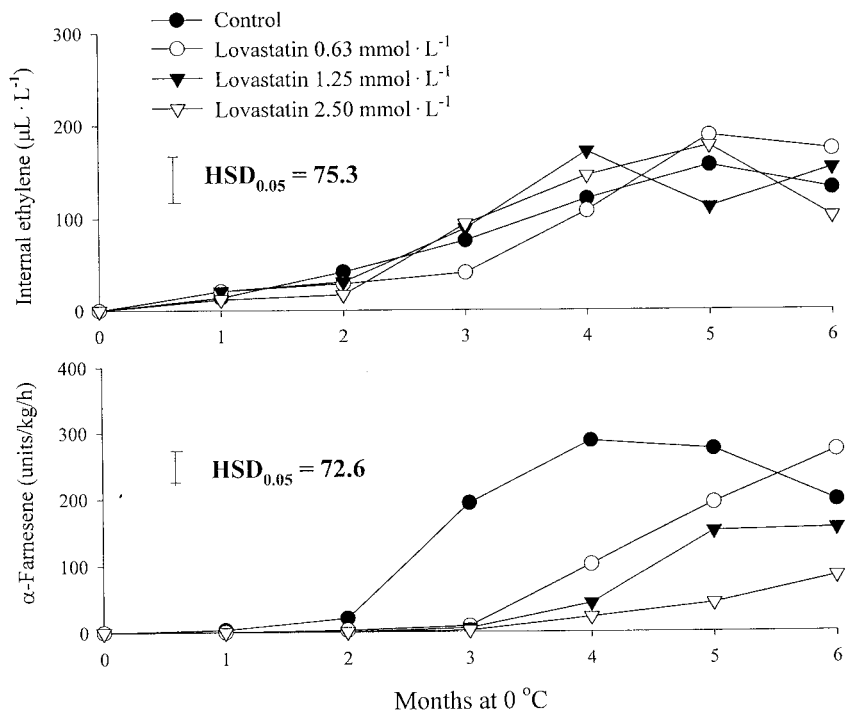 Control
Lovastatin 0.63 mmol · L⁻¹
Lovastatin 1.25 mmol · L⁻¹
Lovastatin 2.50 mmol · L⁻¹
Internal ethylene (µL · L⁻¹)
300
200
100
0
HSD₀.₀₅ = 75.3
0 1 2 3 4 5 6
α-Farnesene (units/kg/h)
400
300
200
100
0
HSD₀.₀₅ = 72.6
0 1 2 3 4 5 6
Months at 0 °C